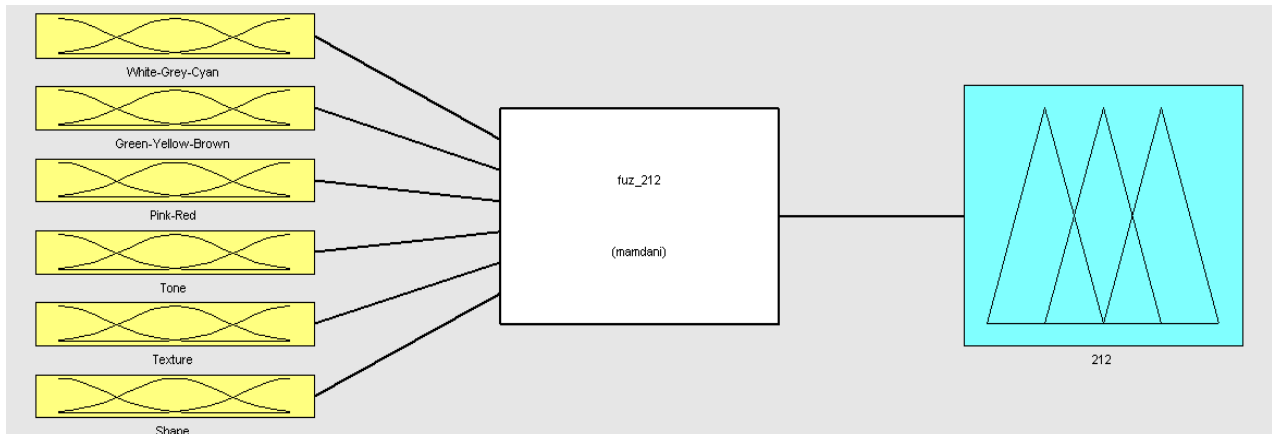 White-Grey-Cyan
Green-Yellow-Brown
Pink-Red
Tone
Texture
Shape
fuz_212
(mamdani)
212